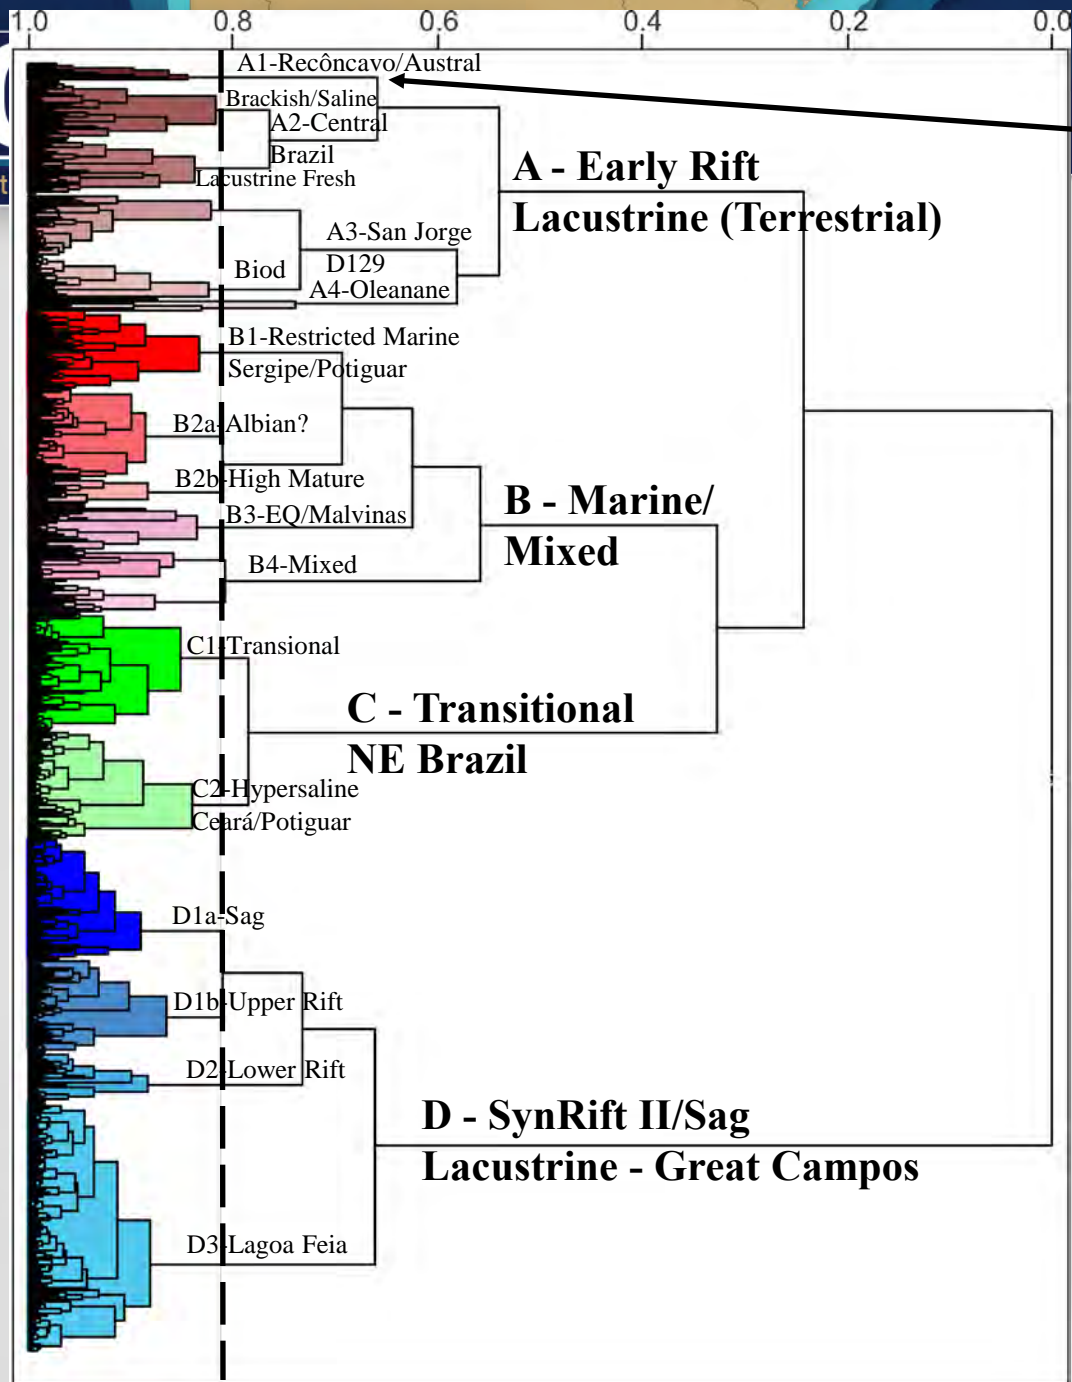 1.0 0.8 0.6 0.4 0.2 0.0
A1-Recôncavo/Austral
Brackish/Saline
A2-Central
Brazil
Lacustrine Fresh
A - Early Rift
Lacustrine (Terrestrial)
A3-San Jorge
D129
Biod
A4-Oleanane
B1-Restricted Marine
Sergipe/Potiguar
B2a-Albian?
B2b-High Mature
B3-EQ/Malvinas
B - Marine/
Mixed
B4-Mixed
C1-Transional
C - Transitional
NE Brazil
C2-Hypersaline
Ceará/Potiguar
D1a-Sag
D1b-Upper Rift
D2-Lower Rift
D - SynRift II/Sag
Lacustrine - Great Campos
D3-Lagoa Feia